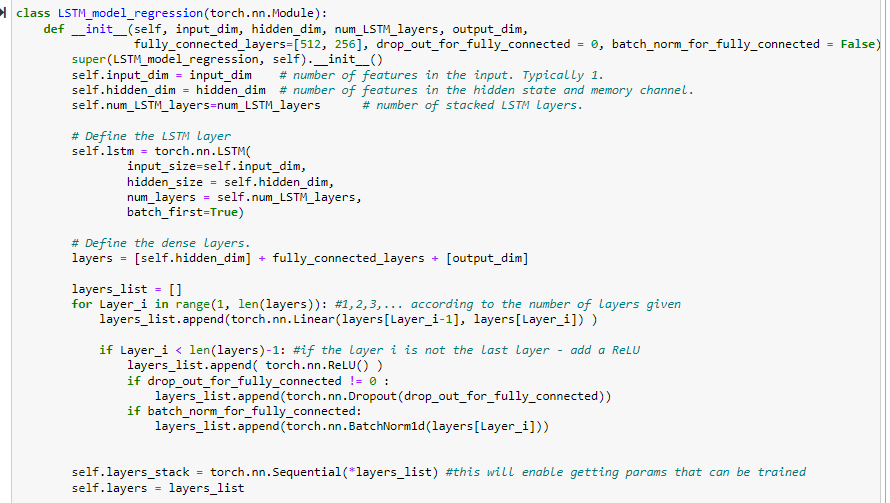 class LSTM_model_regression(torch.nn.Module):
    def __init__(self, input_dim, hidden_dim, num_LSTM_layers, output_dim,
                 fully_connected_layers=[512, 256], drop_out_for_fully_connected = 0, batch_norm_for_fully_connected = False)
        super(LSTM_model_regression, self).__init__()
        self.input_dim = input_dim    # number of features in the input. Typically 1.
        self.hidden_dim = hidden_dim  # number of features in the hidden state and memory channel.
        self.num_LSTM_layers=num_LSTM_layers      # number of stacked LSTM layers.

        # Define the LSTM layer
        self.lstm = torch.nn.LSTM(
                input_size=self.input_dim,
                hidden_size = self.hidden_dim,
                num_layers = self.num_LSTM_layers,
                batch_first=True)

        # Define the dense layers.
        layers = [self.hidden_dim] + fully_connected_layers + [output_dim]

        layers_list = []
        for Layer_i in range(1, len(layers)): #1,2,3,... according to the number of layers given
            layers_list.append(torch.nn.Linear(layers[Layer_i-1], layers[Layer_i]) )

            if Layer_i < len(layers)-1: #if the layer i is not the last layer - add a ReLU
                layers_list.append( torch.nn.ReLU() )
                if drop_out_for_fully_connected != 0 :
                    layers_list.append(torch.nn.Dropout(drop_out_for_fully_connected))
                if batch_norm_for_fully_connected:
                    layers_list.append(torch.nn.BatchNorm1d(layers[Layer_i]))


        self.layers_stack = torch.nn.Sequential(*layers_list) #this will enable getting params that can be trained
        self.layers = layers_list